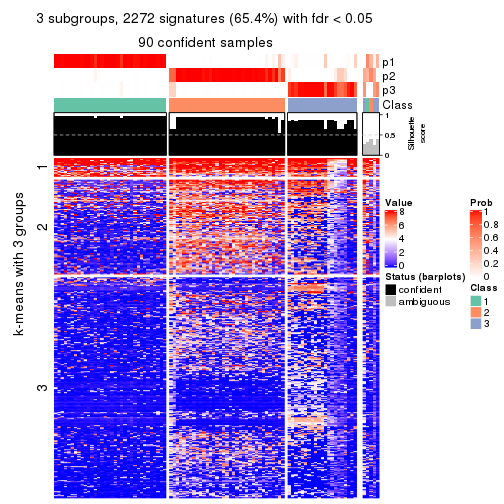 3 subgroups, 2272 signatures (65.4%) with fdr < 0.05
90 confident samples
p1
p2
p3
Class
1
0.5
0
Silhouette
score
k-means with 3 groups
1
2
3
Value
8
6
4
2
0
Status (barplots)
confident
ambiguous
Prob
1
0.8
0.6
0.4
0.2
0
Class
1
2
3